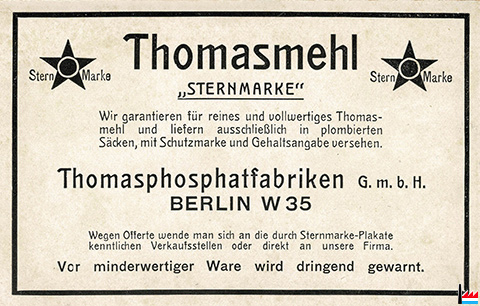 Thomasmehl
Stern Marke
Stern Marke
„STERNMARKE“
Wir garantieren für reines und vollwertiges Thomas-
mehl und liefern ausschließlich in plombierten
Säcken, mit Schutzmarke und Gehaltsangabe versehen.
Thomasphosphatfabriken G. m. b. H.
BERLIN W 35
Wegen Offerte wende man sich an die durch Sternmarke-Plakate
kenntlichen Verkaufsstellen oder direkt an unsere Firma.
Vor minderwertiger Ware wird dringend gewarnt.